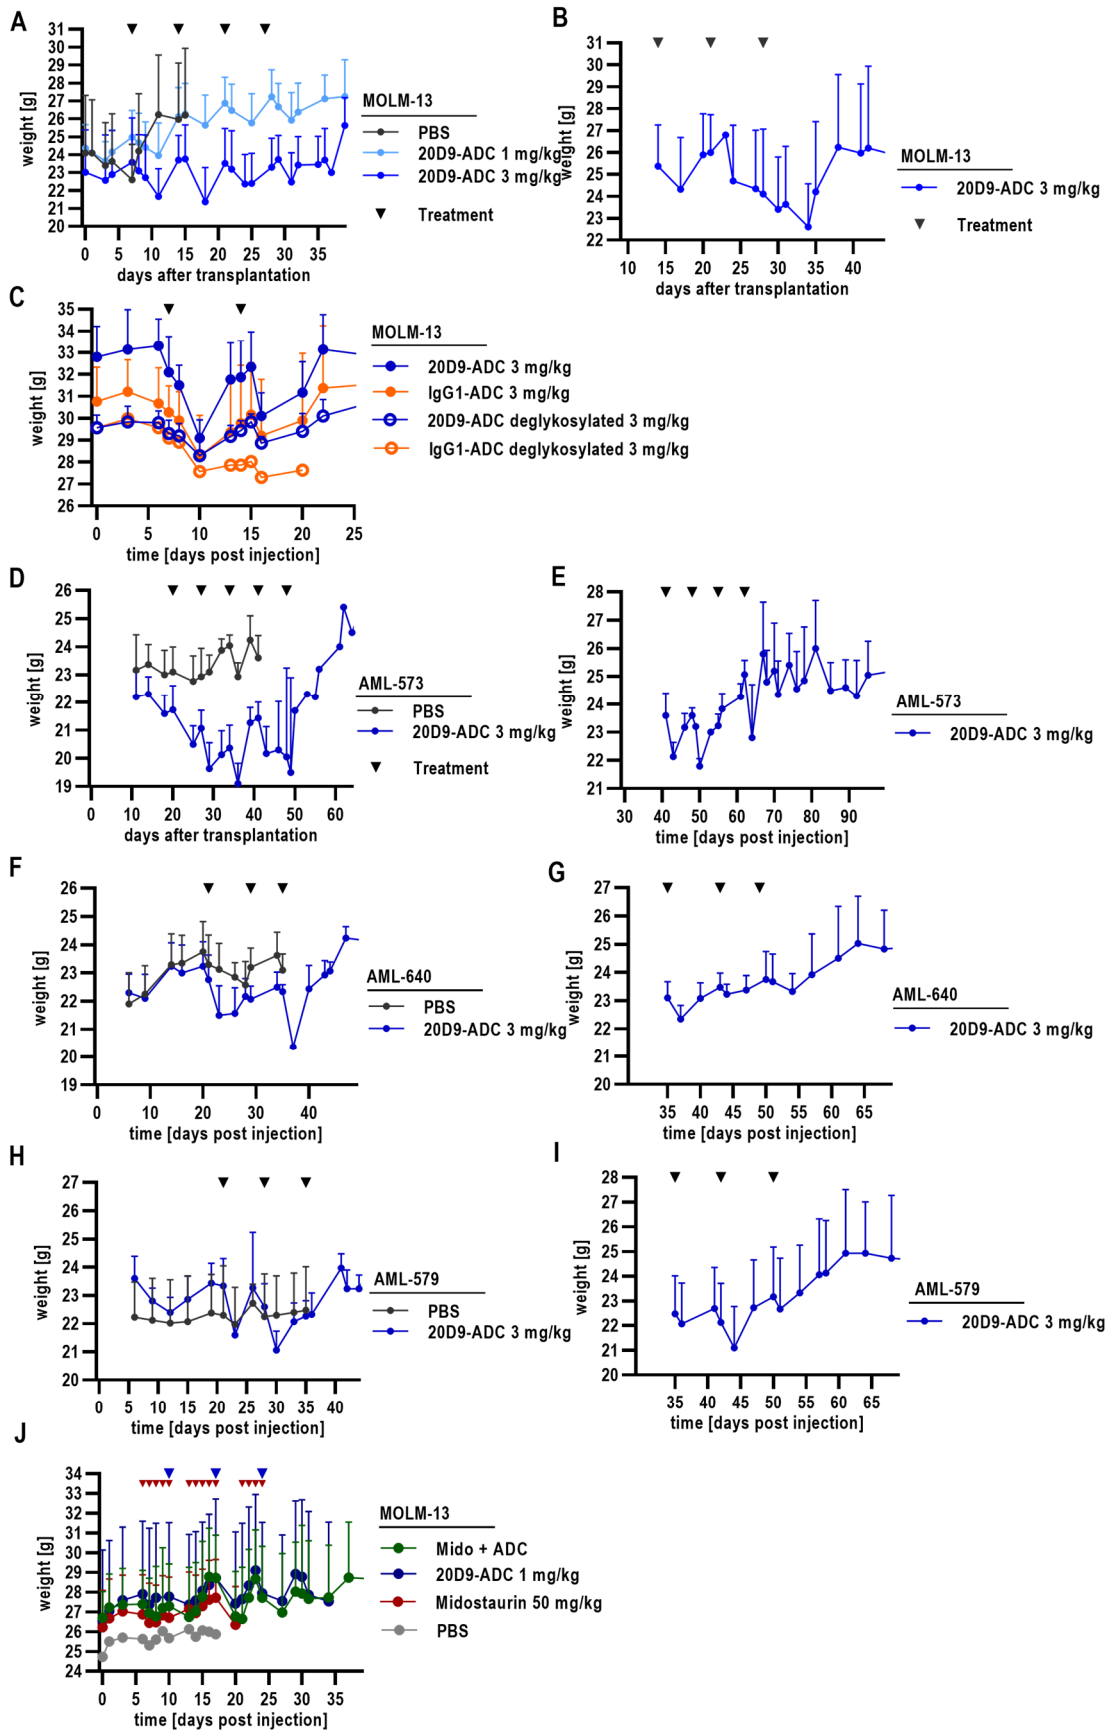 A
31
30
29
28
27
26
25
24
23
22
21
20
weight [g]
0 5 10 15 20 25 30 35
days after transplantation
MOLM-13
PBS
20D9-ADC 1 mg/kg
20D9-ADC 3 mg/kg
Treatment
B
31
30
29
28
27
26
25
24
23
22
weight [g]
10 15 20 25 30 35 40
days after transplantation
MOLM-13
20D9-ADC 3 mg/kg
Treatment
C
35
34
33
32
31
30
29
28
27
26
weight [g]
0 5 10 15 20 25
time [days post injection]
MOLM-13
20D9-ADC 3 mg/kg
IgG1-ADC 3 mg/kg
20D9-ADC deglykosylated 3 mg/kg
IgG1-ADC deglykosylated 3 mg/kg
D
26
25
24
23
22
21
20
19
weight [g]
0 10 20 30 40 50 60
days after transplantation
AML-573
PBS
20D9-ADC 3 mg/kg
Treatment
E
28
27
26
25
24
23
22
21
weight [g]
30 40 50 60 70 80 90
time [days post injection]
AML-573
20D9-ADC 3 mg/kg
F
26
25
24
23
22
21
20
19
weight [g]
0 10 20 30 40
time [days post injection]
AML-640
PBS
20D9-ADC 3 mg/kg
G
27
26
25
24
23
22
21
20
weight [g]
35 40 45 50 55 60 65
time [days post injection]
AML-640
20D9-ADC 3 mg/kg
H
27
26
25
24
23
22
21
20
weight [g]
0 5 10 15 20 25 30 35 40
time [days post injection]
AML-579
PBS
20D9-ADC 3 mg/kg
I
28
27
26
25
24
23
22
21
20
weight [g]
35 40 45 50 55 60 65
time [days post injection]
AML-579
20D9-ADC 3 mg/kg
J
34
33
32
31
30
29
28
27
26
25
24
weight [g]
0 5 10 15 20 25 30 35
time [days post injection]
MOLM-13
Mido + ADC
20D9-ADC 1 mg/kg
Midostaurin 50 mg/kg
PBS